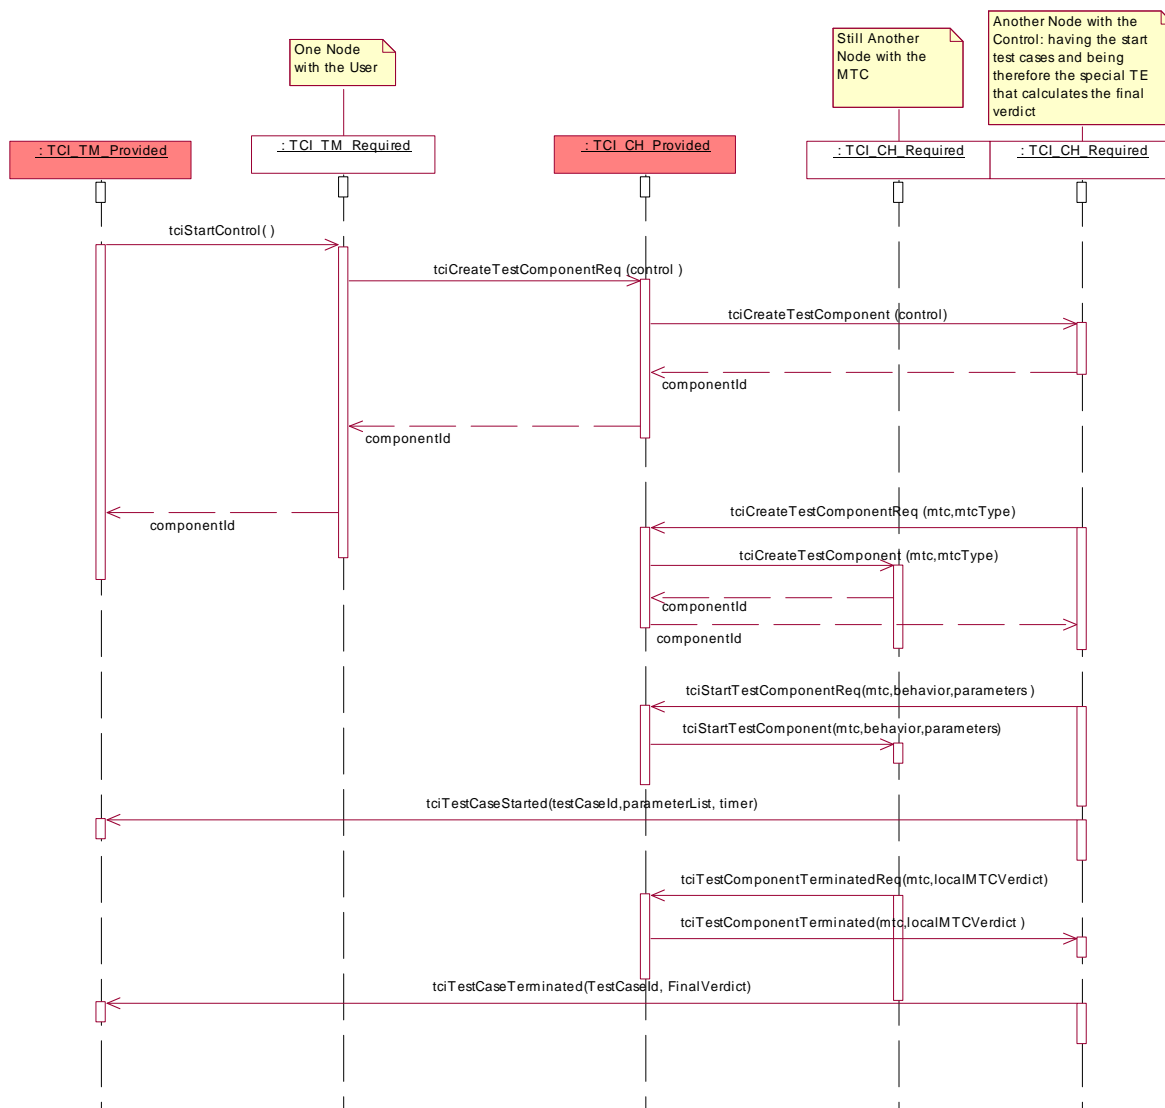 One Node
with the User
Still Another
Node with the
MTC
Another Node with the
Control: having the start
test cases and being
therefore the special TE
that calculates the final
verdict
: TCI_TM_Provided
: TCI_TM_Required
: TCI_CH_Provided
: TCI_CH_Required
: TCI_CH_Required
tciStartControl( )
tciCreateTestComponentReq (control )
tciCreateTestComponent (control)
componentId
componentId
componentId
tciCreateTestComponentReq (mtc,mtcType)
tciCreateTestComponent (mtc,mtcType)
componentId
componentId
tciStartTestComponentReq(mtc,behavior,parameters )
tciStartTestComponent(mtc,behavior,parameters)
tciTestCaseStarted(testCaseId,parameterList, timer)
tciTestComponentTerminatedReq(mtc,localMTCVerdict)
tciTestComponentTerminated(mtc,localMTCVerdict )
tciTestCaseTerminated(TestCaseId, FinalVerdict)